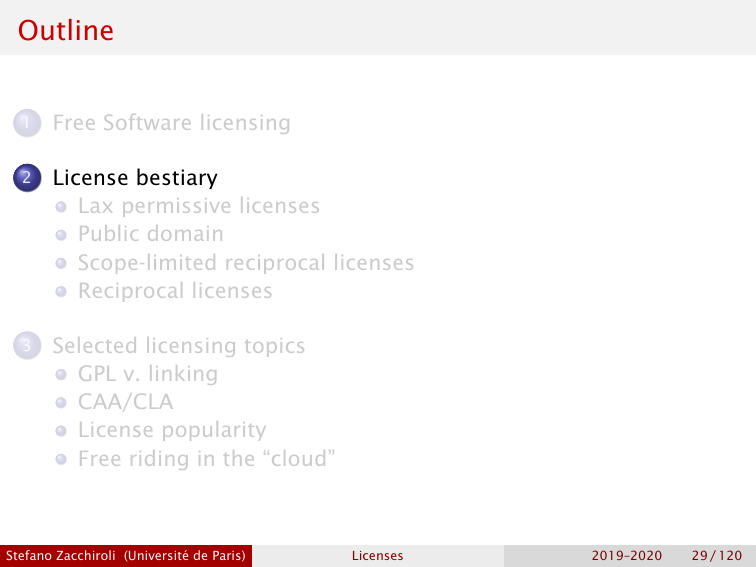 Outline
1 Free Software licensing
2 License bestiary
Lax permissive licenses
Public domain
Scope-limited reciprocal licenses
Reciprocal licenses
3 Selected licensing topics
GPL v. linking
CAA/CLA
License popularity
Free riding in the “cloud”
Stefano Zacchiroli (Université de Paris) Licenses 2019–2020 29 / 120